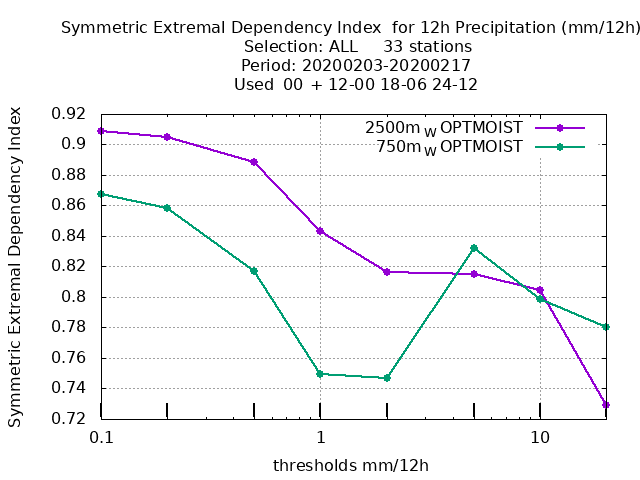 Symmetric Extremal Dependency Index  for 12h Precipitation (mm/12h)
Selection: ALL     33 stations
Period: 20200203-20200217
Used  00  + 12-00 18-06 24-12
Symmetric Extremal Dependency Index
0.92
0.9
0.88
0.86
0.84
0.82
0.8
0.78
0.76
0.74
0.72
2500m W OPTMOIST
750m W OPTMOIST
0.1 1 10
thresholds mm/12h